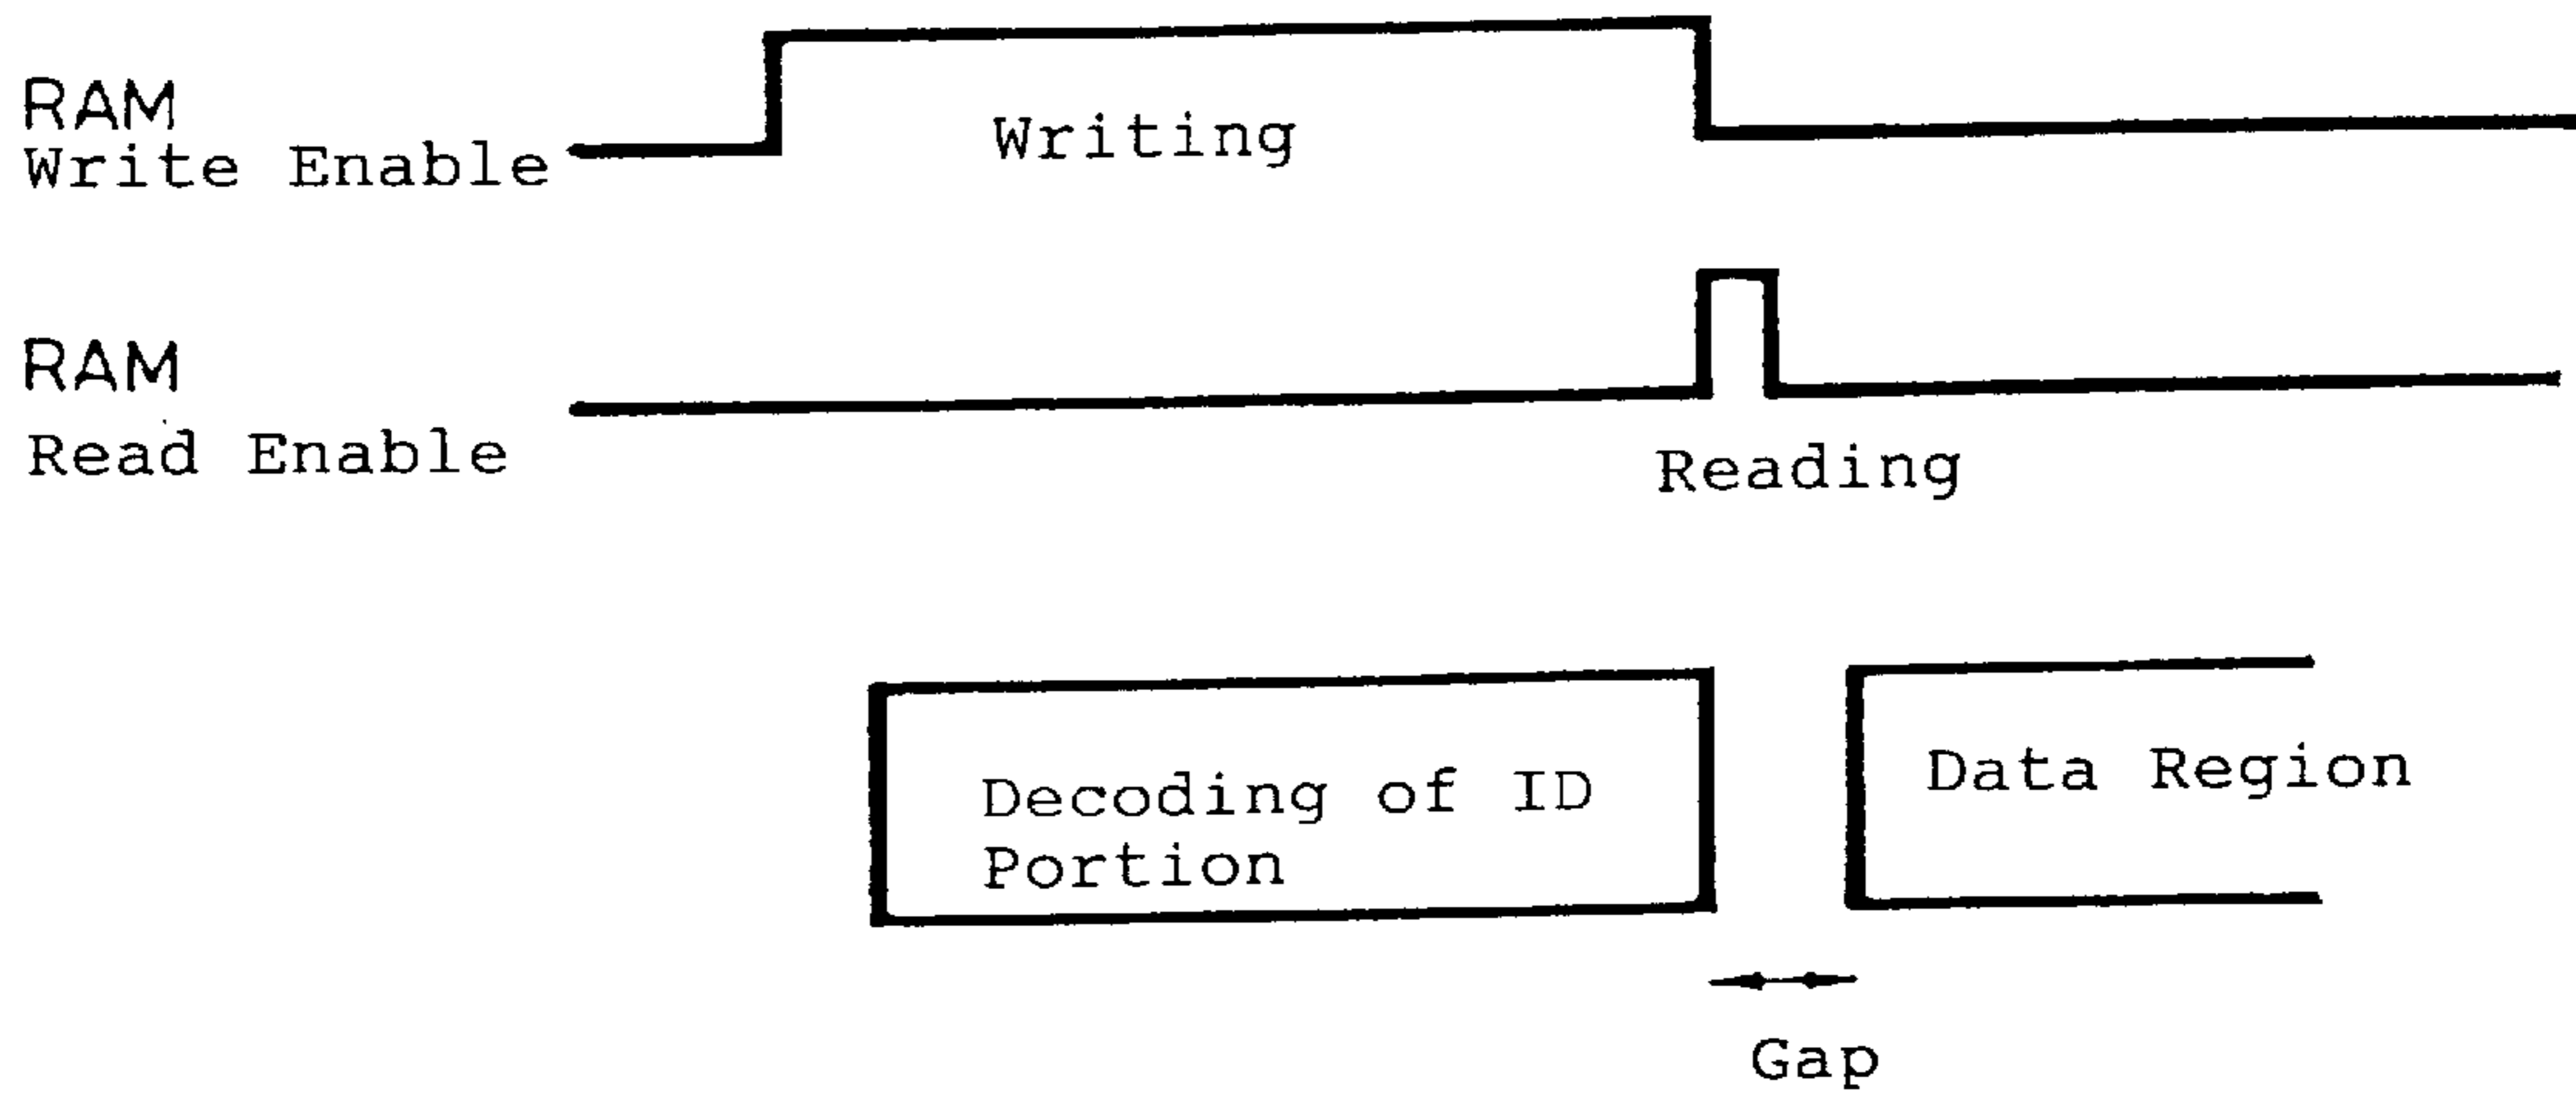 RAM
Write Enable
Writing
RAM
Read Enable
Reading
Decoding of ID
Portion
Data Region
Gap